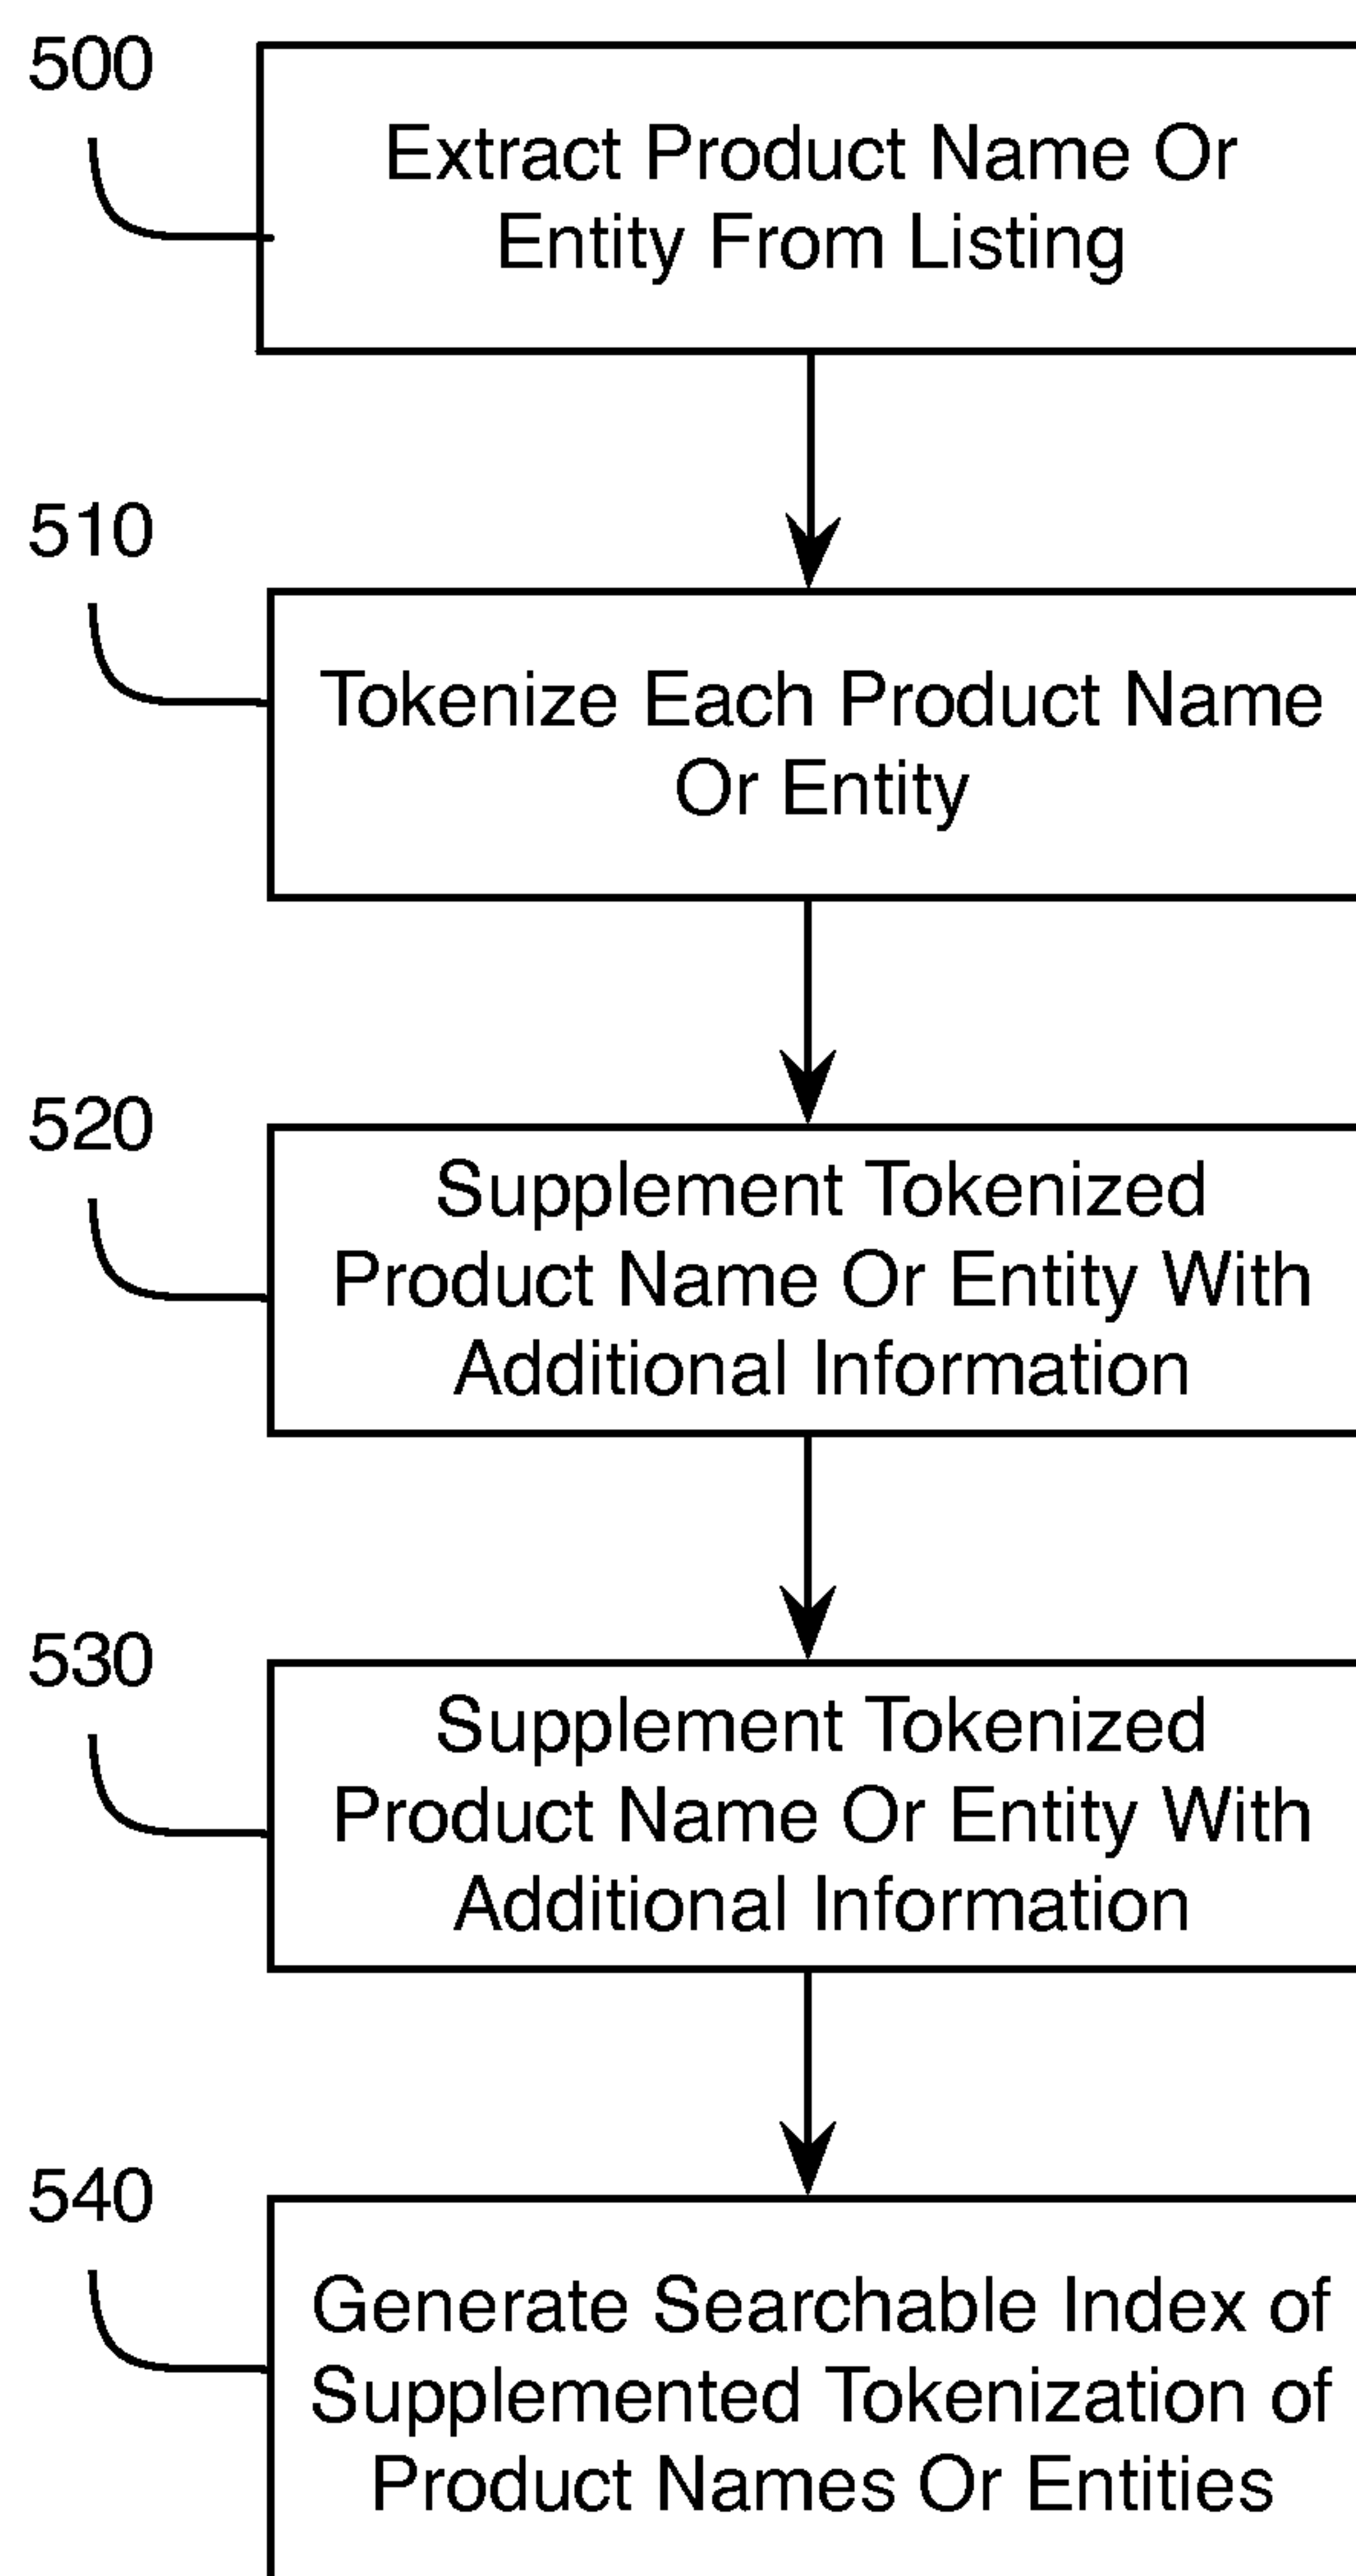 500
Extract Product Name Or
Entity From Listing
510
Tokenize Each Product Name
Or Entity
520
Supplement Tokenized
Product Name Or Entity With
Additional Information
530
Supplement Tokenized
Product Name Or Entity With
Additional Information
540
Generate Searchable Index of
Supplemented Tokenization of
Product Names Or Entities